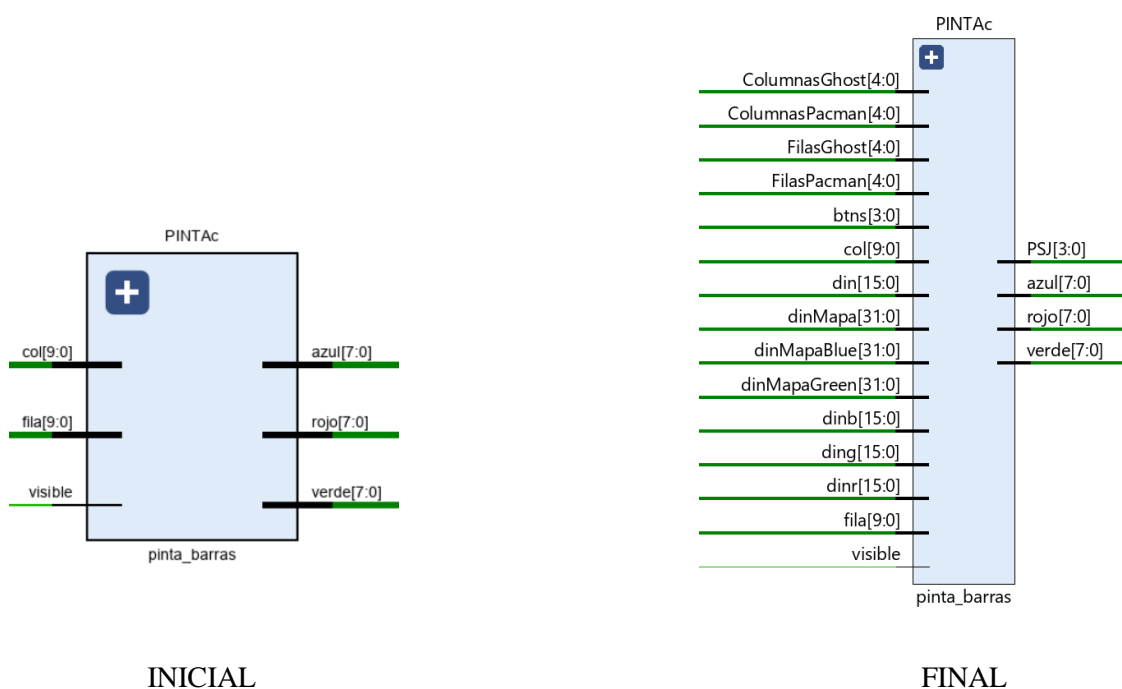 PINTAc
col[9:0]
fila[9:0]
visible
azul[7:0]
rojo[7:0]
verde[7:0]
pinta_barras
INICIAL
PINTAc
ColumnasGhost[4:0]
ColumnasPacman[4:0]
FilasGhost[4:0]
FilasPacman[4:0]
btns[3:0]
col[9:0]
din[15:0]
dinMapa[31:0]
dinMapaBlue[31:0]
dinMapaGreen[31:0]
dinb[15:0]
ding[15:0]
dinr[15:0]
fila[9:0]
visible
PSJ[3:0]
azul[7:0]
rojo[7:0]
verde[7:0]
pinta_barras
FINAL